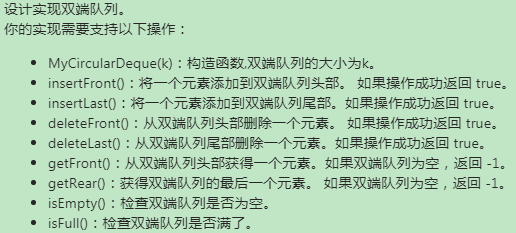 设计实现双端队列。
你的实现需要支持以下操作：
• MyCircularDeque(k)：构造函数,双端队列的大小为k。
• insertFront()：将一个元素添加到双端队列头部。 如果操作成功返回 true。
• insertLast()：将一个元素添加到双端队列尾部。如果操作成功返回 true。
• deleteFront()：从双端队列头部删除一个元素。 如果操作成功返回 true。
• deleteLast()：从双端队列尾部删除一个元素。如果操作成功返回 true。
• getFront()：从双端队列头部获得一个元素。如果双端队列为空，返回 -1。
• getRear()：获得双端队列的最后一个元素。 如果双端队列为空，返回 -1。
• isEmpty()：检查双端队列是否为空。
• isFull()：检查双端队列是否满了。